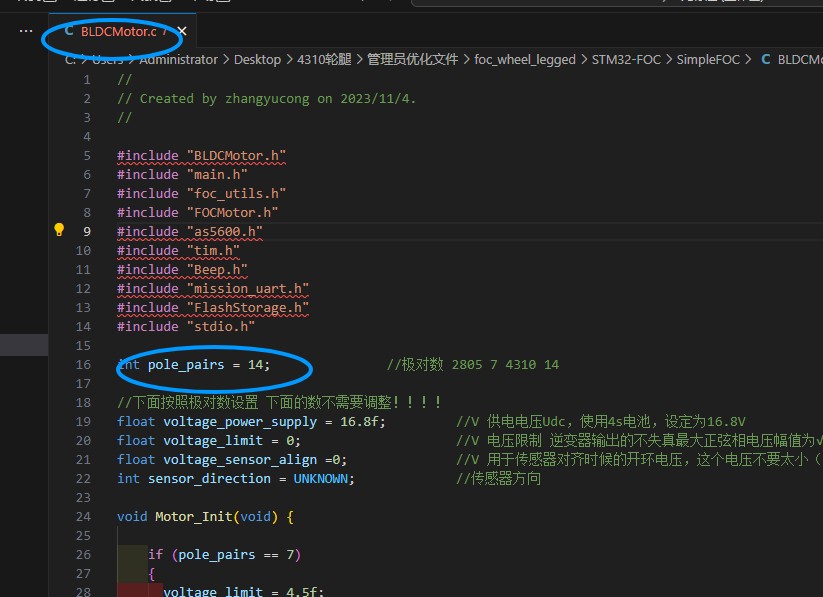 BLDCMotor.c
C: > Users > Administrator > Desktop > 4310轮腿 > 管理员优化文件 > foc_wheel_legged > STM32-FOC > SimpleFOC > C BLDCMo
1 //
2 // Created by zhangyucong on 2023/11/4.
3 //
4
5 #include "BLDCMotor.h"
6 #include "main.h"
7 #include "foc_utils.h"
8 #include "FOCMotor.h"
9 #include "as5600.h"
10 #include "tim.h"
11 #include "Beep.h"
12 #include "mission_uart.h"
13 #include "FlashStorage.h"
14 #include "stdio.h"
15
16 int pole_pairs = 14; //极对数 2805 7 4310 14
17
18 //下面按照极对数设置 下面的数不需要调整!!!!
19 float voltage_power_supply = 16.8f; //V 供电电压Udc，使用4s电池，设定为16.8V
20 float voltage_limit = 0; //V 电压限制 逆变器输出的不失真最大正弦相电压幅值为√
21 float voltage_sensor_align =0; //V 用于传感器对齐时候的开环电压，这个电压不要太小（
22 int sensor_direction = UNKNOWN; //传感器方向
23
24 void Motor_Init(void) {
25
26 if (pole_pairs == 7)
27 {
28 voltage_limit = 4.5f;